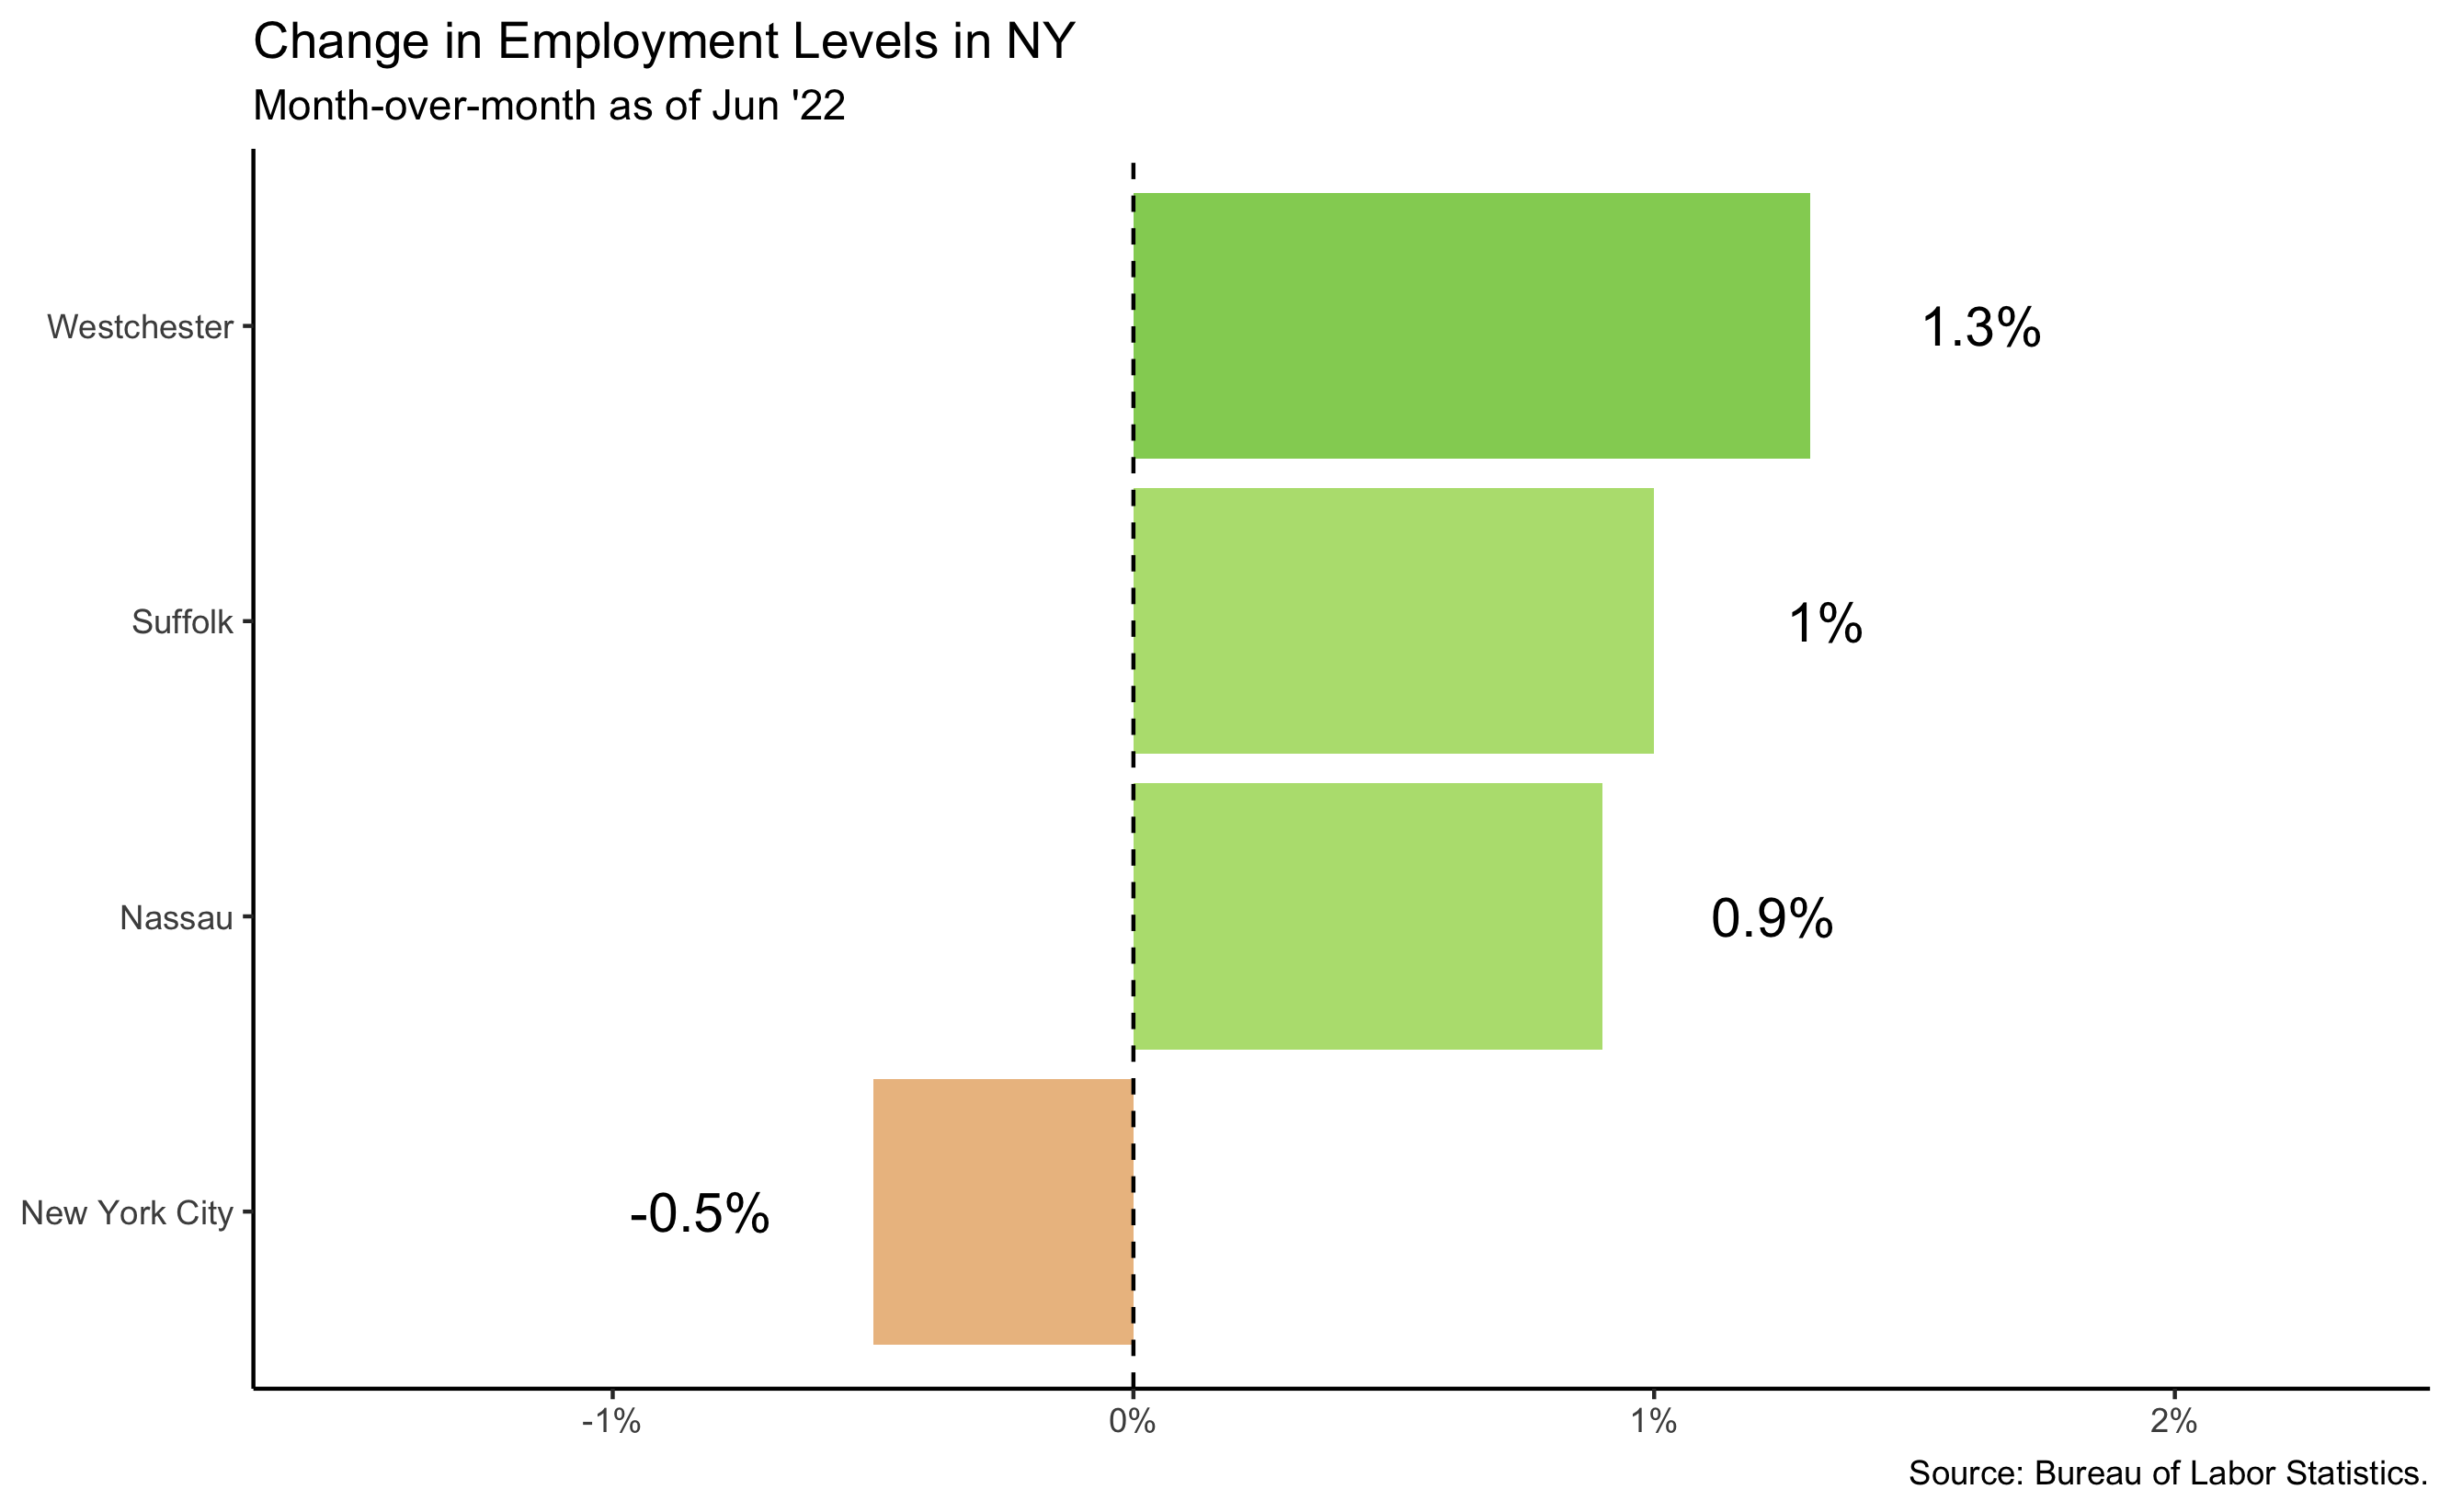 Change in Employment Levels in NY
Month-over-month as of Jun '22
Westchester
1.3%
Suffolk
1%
Nassau
0.9%
New York City
-0.5%
-1%
0%
1%
2%
Source: Bureau of Labor Statistics.